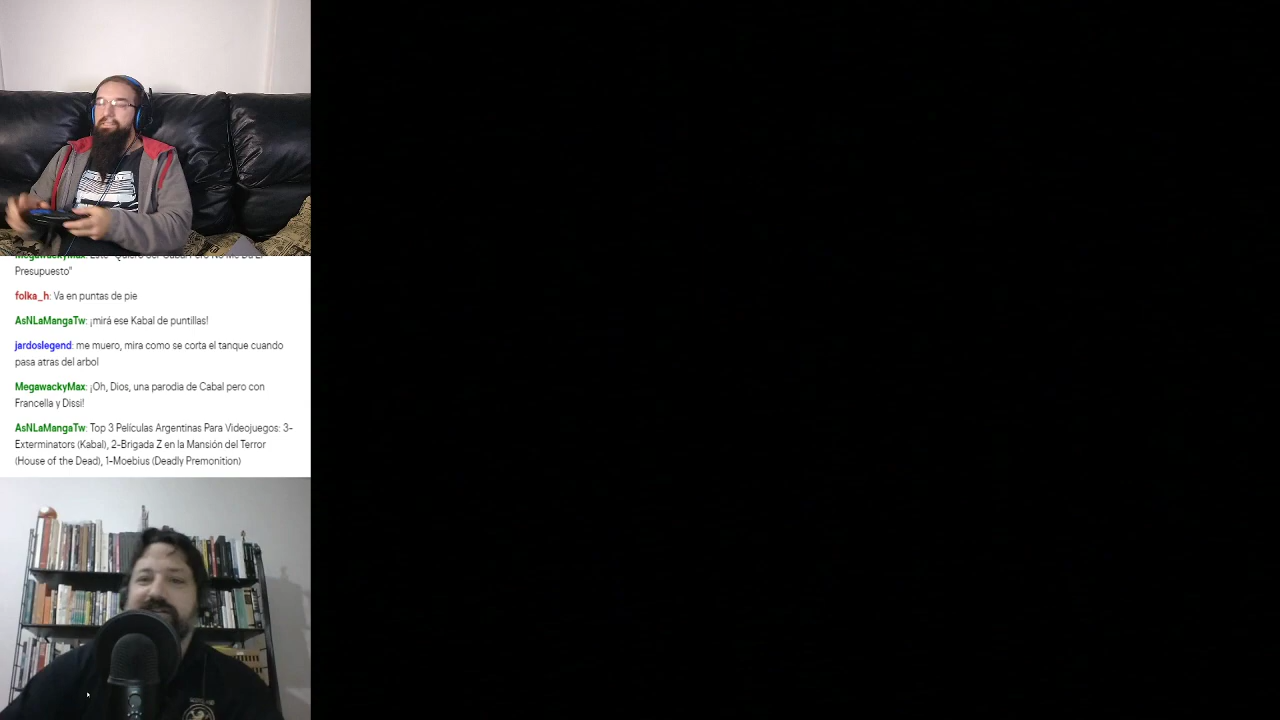 Presupuesto"
folka_h: Va en puntas de pie
AsNLaMangaTw: ¡mirá ese Kabal de puntillas!
jardoslegend: me muero, mira como se corta el tanque cuando
pasa atras del arbol
MegawackyMax: ¡Oh, Dios, una parodia de Cabal pero con
Francella y Dissi!
AsNLaMangaTw: Top 3 Películas Argentinas Para Videojuegos: 3-
Exterminators (Kabal), 2-Brigada Z en la Mansión del Terror
(House of the Dead), 1-Moebius (Deadly Premonition)